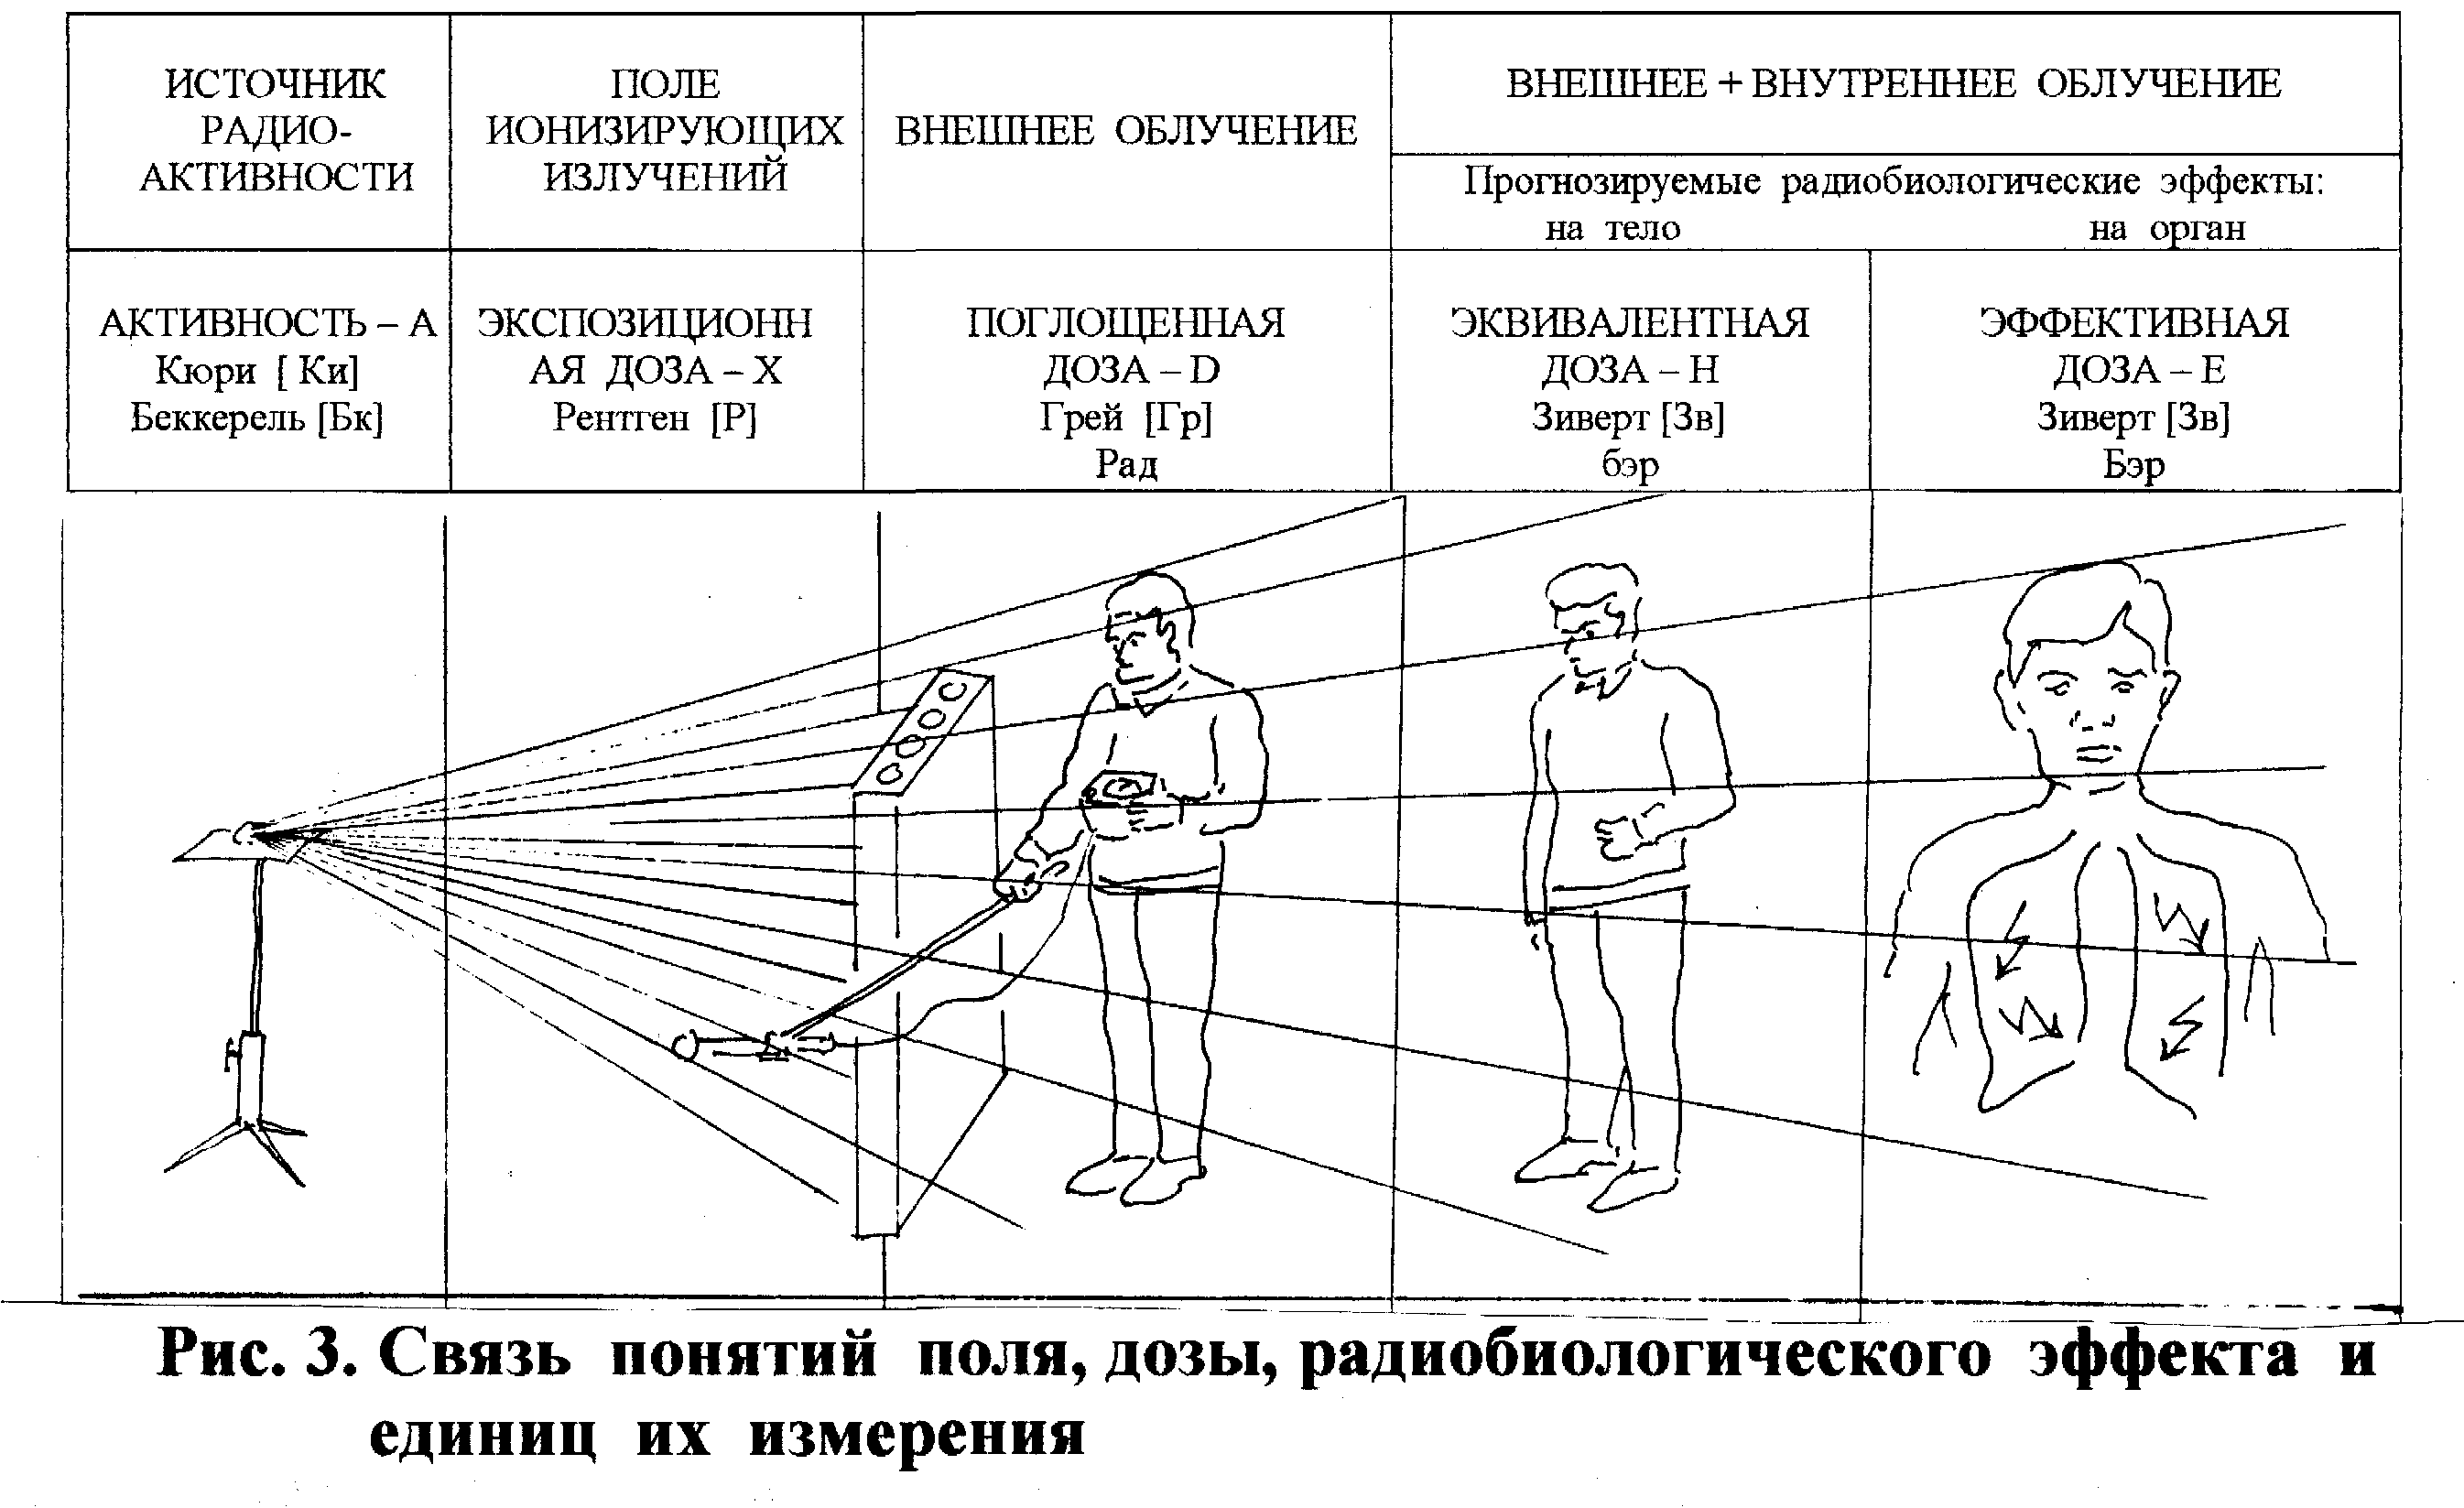 ИСТОЧНИК
РАДИО-
АКТИВНОСТИ
ПОЛЕ
ИОНИЗИРУЮЩИХ
ИЗЛУЧЕНИЙ
ВНЕШНЕЕ ОБЛУЧЕНИЕ
ВНЕШНЕЕ + ВНУТРЕННЕЕ ОБЛУЧЕНИЕ
Прогнозируемые радиобиологические эффекты:
на тело на орган
АКТИВНОСТЬ – А
Кюри [ Ки]
Беккерель [Бк]
ЭКСПОЗИЦИОНН
АЯ ДОЗА – Х
Рентген [Р]
ПОГЛОЩЕННАЯ
ДОЗА – D
Грей [Гр]
Рад
ЭКВИВАЛЕНТНАЯ
ДОЗА – Н
Зиверт [Зв]
бэр
ЭФФЕКТИВНАЯ
ДОЗА – Е
Зиверт [Зв]
Бэр
Рис. 3. Связь понятий поля, дозы, радиобиологического эффекта и
единиц их измерения